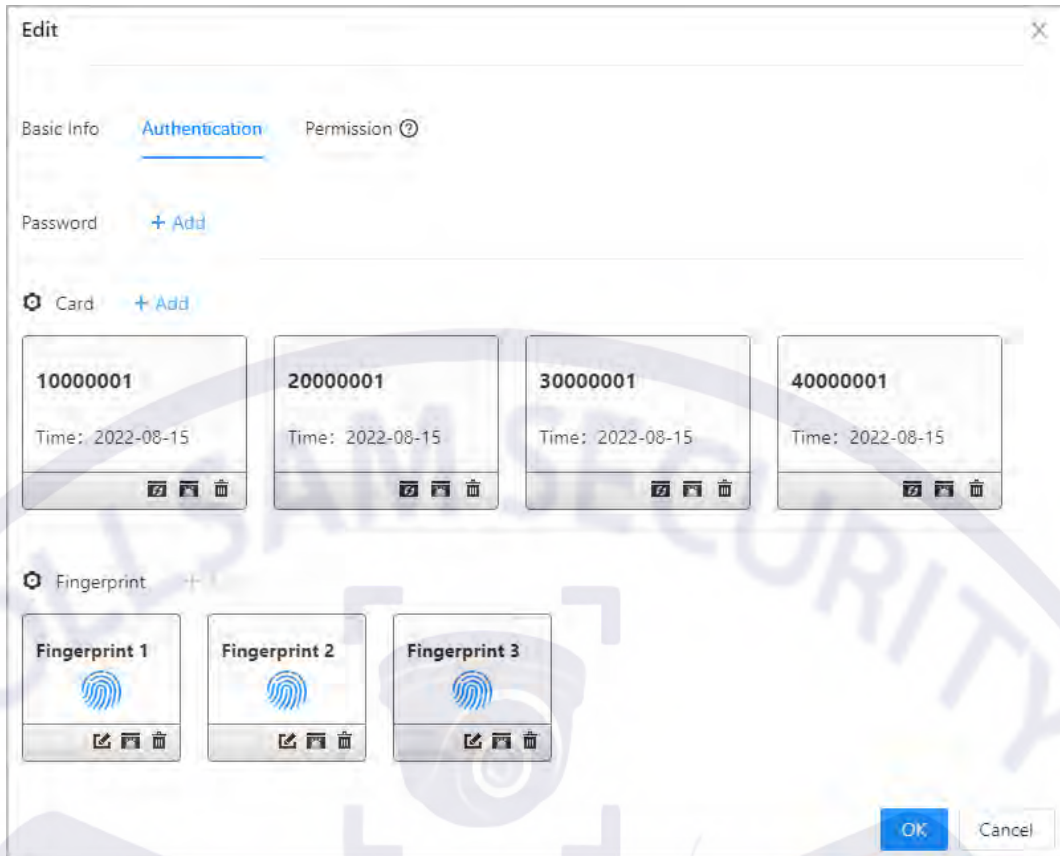 Edit
Basic Info Authentication Permission
Password + Add
Card + Add
10000001 20000001 30000001 40000001
Time: 2022-08-15 Time: 2022-08-15 Time: 2022-08-15 Time: 2022-08-15
Fingerprint +
Fingerprint 1 Fingerprint 2 Fingerprint 3
OK Cancel
SAM SECURITY